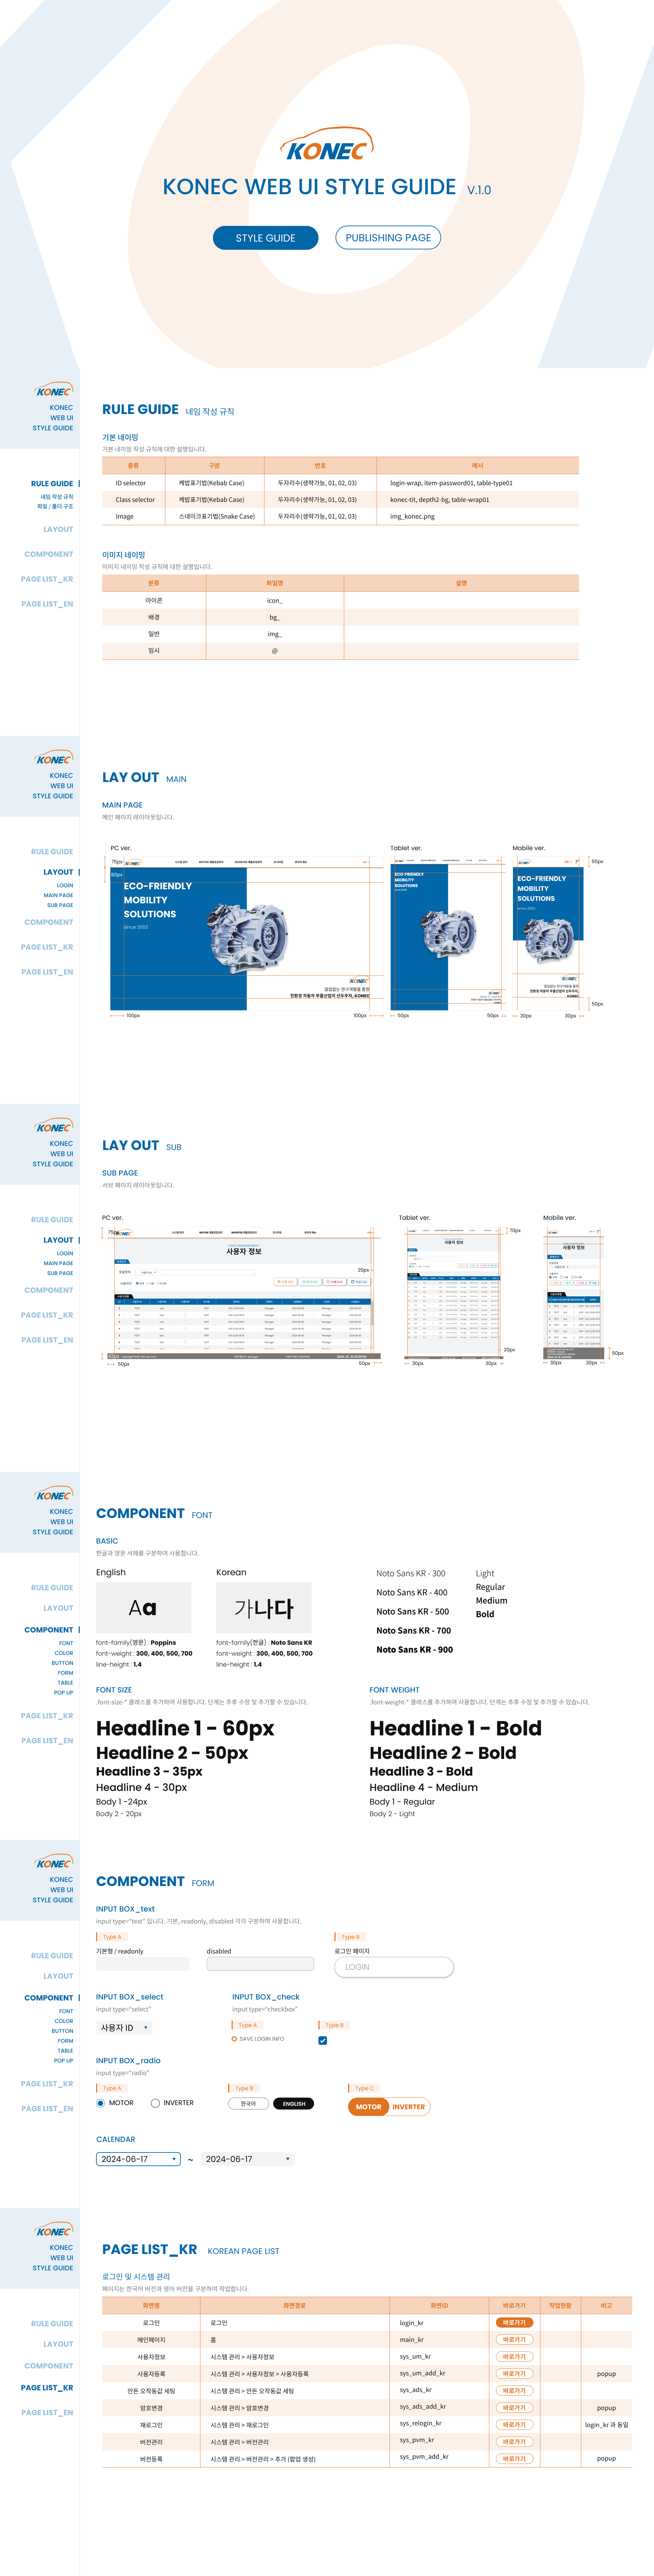 KONEC
KONEC WEB UI STYLE GUIDE V.1.0
STYLE GUIDE PUBLISHING PAGE
KONEC
KONEC
WEB UI
STYLE GUIDE
RULE GUIDE
네임 작성 규칙
파일 / 폴더 구조
LAYOUT
COMPONENT
PAGE LIST_KR
PAGE LIST_EN
RULE GUIDE 네임 작성 규칙
기본 네이밍
기본 네이밍 작성 규칙에 대한 설명입니다.
종류 구분 번호 예시
ID selector 케밥표기법(Kebab Case) 두자리수(생략가능, 01, 02, 03) login-wrap, item-password01, table-type01
Class selector 케밥표기법(Kebab Case) 두자리수(생략가능, 01, 02, 03) konec-tit, depth2-bg, table-wrap01
Image 스네이크표기법(Snake Case) 두자리수(생략가능, 01, 02, 03) img_konec.png
이미지 네이밍
이미지 네이밍 작성 규칙에 대한 설명입니다.
분류 파일명 설명
아이콘 icon_
배경 bg_
일반 img_
임시 @
KONEC
KONEC
WEB UI
STYLE GUIDE
RULE GUIDE
LAYOUT
LOGIN
MAIN PAGE
SUB PAGE
COMPONENT
PAGE LIST_KR
PAGE LIST_EN
LAY OUT MAIN
MAIN PAGE
메인 페이지 레이아웃입니다.
PC ver.
75px
80px
KONEC
ECO-FRIENDLY
MOBILITY
SOLUTIONS
since 2003
KONEC
끊임없는 연구개발을 통한
친환경 자동차 부품산업의 선두주자, KONEC
100px 100px
Tablet ver.
ECO-FRIENDLY
MOBILITY
SOLUTIONS
50px 50px
Mobile ver.
65px
KONEC
ECO-FRIENDLY
MOBILITY
SOLUTIONS
since 2003
KONEC
끊임없는 연구개발을 통한
친환경 자동차 부품산업의 선두주자, KONEC
50px
30px 30px
KONEC
KONEC
WEB UI
STYLE GUIDE
RULE GUIDE
LAYOUT
LOGIN
MAIN PAGE
SUB PAGE
COMPONENT
PAGE LIST_KR
PAGE LIST_EN
LAY OUT SUB
SUB PAGE
서브 페이지 레이아웃입니다.
PC ver.
75px
KONEC
사용자 정보
20px
50px 50px
Tablet ver.
70px
사용자 정보
20px
30px 30px
Mobile ver.
사용자 정보
50px
30px 30px
KONEC
KONEC
WEB UI
STYLE GUIDE
RULE GUIDE
LAYOUT
COMPONENT
FONT
COLOR
BUTTON
FORM
TABLE
POP UP
PAGE LIST_KR
PAGE LIST_EN
COMPONENT FONT
BASIC
한글과 영문 서체를 구분하여 사용합니다.
English
Aa
font-family(영문) : Poppins
font-weight : 300, 400, 500, 700
line-height : 1.4
Korean
가나다
font-family(한글) : Noto Sans KR
font-weight : 300, 400, 500, 700
line-height : 1.4
Noto Sans KR - 300
Noto Sans KR - 400
Noto Sans KR - 500
Noto Sans KR - 700
Noto Sans KR - 900
Light
Regular
Medium
Bold
FONT SIZE
.font-size-* 클래스를 추가하여 사용합니다. 단계는 추후 수정 및 추가할 수 있습니다.
Headline 1 - 60px
Headline 2 - 50px
Headline 3 - 35px
Headline 4 - 30px
Body 1 -24px
Body 2 - 20px
FONT WEIGHT
.font-weight-* 클래스를 추가하여 사용합니다. 단계는 추후 수정 및 추가할 수 있습니다.
Headline 1 - Bold
Headline 2 - Bold
Headline 3 - Bold
Headline 4 - Medium
Body 1 - Regular
Body 2 - Light
KONEC
KONEC
WEB UI
STYLE GUIDE
RULE GUIDE
LAYOUT
COMPONENT
FONT
COLOR
BUTTON
FORM
TABLE
POP UP
PAGE LIST_KR
PAGE LIST_EN
COMPONENT FORM
INPUT BOX_text
input type="text" 입니다. 기본, readonly, disabled 각각 구분하여 사용합니다.
Type A
기본형 / readonly disabled
Type B
로그인 페이지
LOGIN
INPUT BOX_select
input type="select"
사용자 ID
INPUT BOX_check
input type="checkbox"
Type A Type B
SAVE LOGIN INFO
INPUT BOX_radio
input type="radio"
Type A Type B Type C
MOTOR INVERTER 한국어 ENGLISH MOTOR INVERTER
CALENDAR
2024-06-17 ~ 2024-06-17
KONEC
KONEC
WEB UI
STYLE GUIDE
RULE GUIDE
LAYOUT
COMPONENT
PAGE LIST_KR
PAGE LIST_EN
PAGE LIST_KR KOREAN PAGE LIST
로그인 및 시스템 관리
페이지는 한국어 버전과 영어 버전을 구분하여 작업합니다.
화면명 화면경로 화면ID 바로가기 작업현황 비고
로그인 로그인 login_kr 바로가기
메인페이지 홈 main_kr 바로가기
사용자정보 시스템 관리 > 사용자정보 sys_um_kr 바로가기
사용자등록 시스템 관리 > 사용자정보 > 사용자등록 sys_um_add_kr 바로가기 popup
안돈 오작동값 세팅 시스템 관리 > 안돈 오작동값 세팅 sys_ads_kr 바로가기
암호변경 시스템 관리 > 암호변경 sys_ads_add_kr 바로가기 popup
재로그인 시스템 관리 > 재로그인 sys_relogin_kr 바로가기 login_kr 과 동일
버전관리 시스템 관리 > 버전관리 sys_pvm_kr 바로가기
버전등록 시스템 관리 > 버전관리 > 추가 (팝업 생성) sys_pvm_add_kr 바로가기 popup